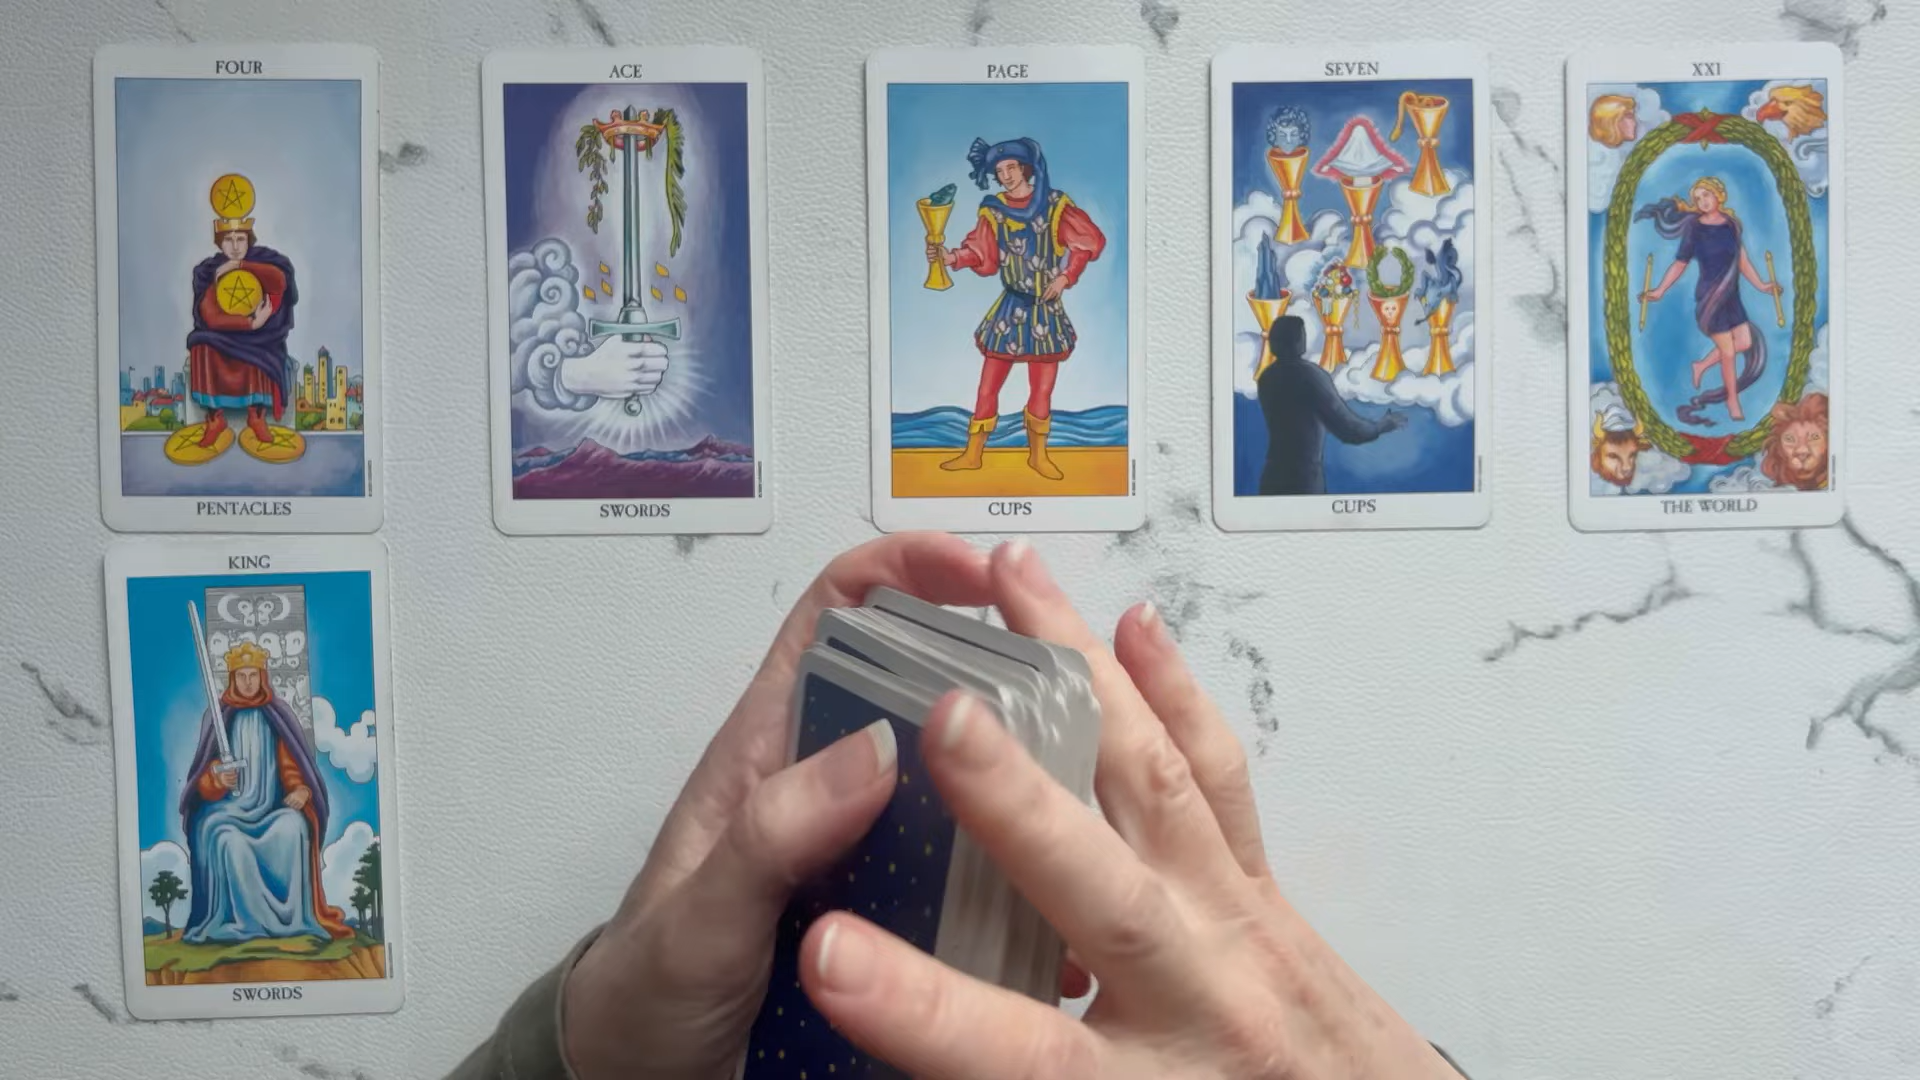 FOUR
PENTACLES
ACE
SWORDS
PAGE
CUPS
SEVEN
CUPS
XXI
THE WORLD
KING
SWORDS